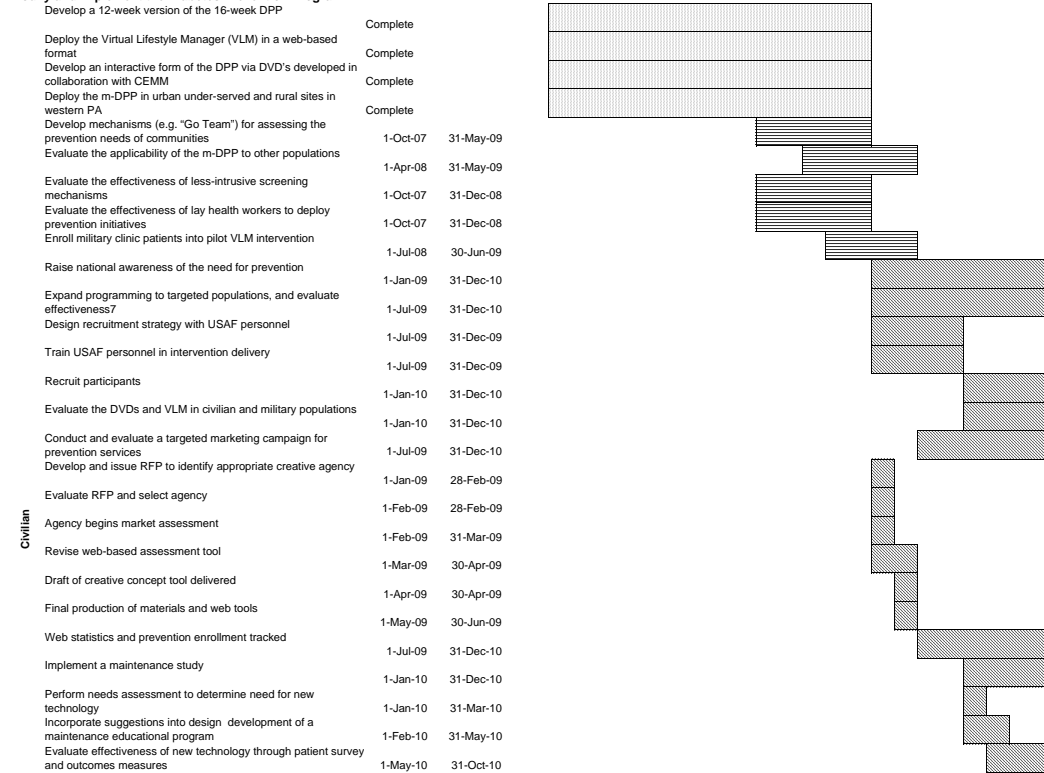 Develop a 12-week version of the 16-week DPP
Complete
Deploy the Virtual Lifestyle Manager (VLM) in a web-based
format Complete
Develop an interactive form of the DPP via DVD's developed in
collaboration with CEMM Complete
Deploy the m-DPP in urban under-served and rural sites in
western PA Complete
Develop mechanisms (e.g. “Go Team”) for assessing the
prevention needs of communities 1-Oct-07 31-May-09
Evaluate the applicability of the m-DPP to other populations
1-Apr-08 31-May-09
Evaluate the effectiveness of less-intrusive screening
mechanisms 1-Oct-07 31-Dec-08
Evaluate the effectiveness of lay health workers to deploy
prevention initiatives 1-Oct-07 31-Dec-08
Enroll military clinic patients into pilot VLM intervention
1-Jul-08 30-Jun-09
Raise national awareness of the need for prevention
1-Jan-09 31-Dec-10
Expand programming to targeted populations, and evaluate
effectiveness7 1-Jul-09 31-Dec-10
Design recruitment strategy with USAF personnel
1-Jul-09 31-Dec-09
Train USAF personnel in intervention delivery
1-Jul-09 31-Dec-09
Recruit participants
1-Jan-10 31-Dec-10
Evaluate the DVDs and VLM in civilian and military populations
1-Jan-10 31-Dec-10
Conduct and evaluate a targeted marketing campaign for
prevention services 1-Jul-09 31-Dec-10
Develop and issue RFP to identify appropriate creative agency
1-Jan-09 28-Feb-09
Evaluate RFP and select agency
1-Feb-09 28-Feb-09
Civilian
Agency begins market assessment
1-Feb-09 31-Mar-09
Revise web-based assessment tool
1-Mar-09 30-Apr-09
Draft of creative concept tool delivered
1-Apr-09 30-Apr-09
Final production of materials and web tools
1-May-09 30-Jun-09
Web statistics and prevention enrollment tracked
1-Jul-09 31-Dec-10
Implement a maintenance study
1-Jan-10 31-Dec-10
Perform needs assessment to determine need for new
technology 1-Jan-10 31-Mar-10
Incorporate suggestions into design development of a
maintenance educational program 1-Feb-10 31-May-10
Evaluate effectiveness of new technology through patient survey
and outcomes measures 1-May-10 31-Oct-10